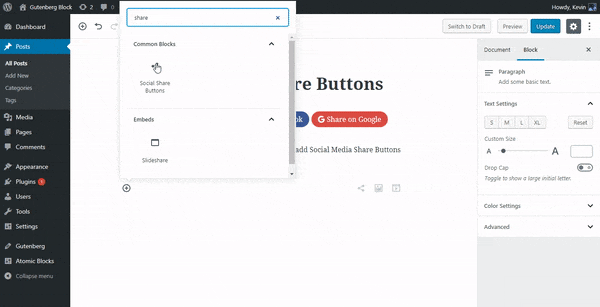 Gutenberg Block
2
0
Howdy, Kevin
share
Switch to Draft
Preview
Update
Dashboard
Posts
All Posts
Add New
Categories
Tags
Media
Pages
Comments
Appearance
Plugins 1
Users
Tools
Settings
Gutenberg
Atomic Blocks
Collapse menu
Common Blocks
Social Share
Buttons
Embeds
Slideshare
re Buttons
ok
Share on Google
add Social Media Share Buttons
Document
Block
Paragraph
Add some basic text.
Text Settings
S
M
L
XL
Reset
Custom Size
A
A
Drop Cap
Toggle to show a large initial letter.
Color Settings
Advanced